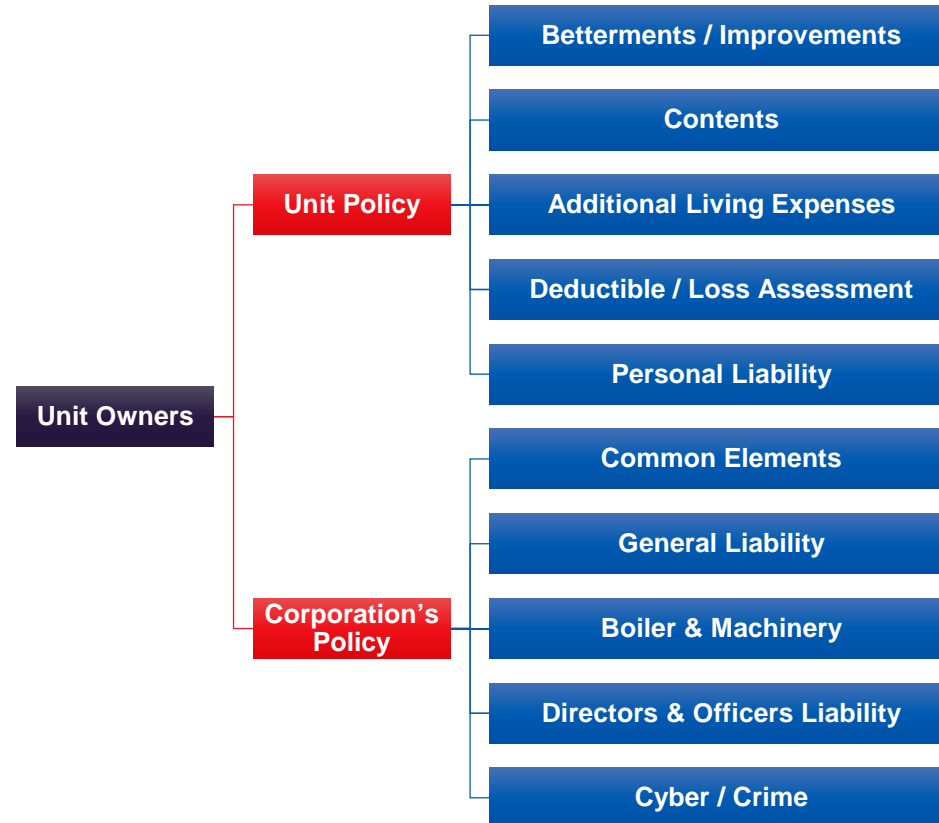 Unit Owners
Unit Policy
Betterments / Improvements
Contents
Additional Living Expenses
Deductible / Loss Assessment
Personal Liability
Corporation’s
Policy
Common Elements
General Liability
Boiler & Machinery
Directors & Officers Liability
Cyber / Crime